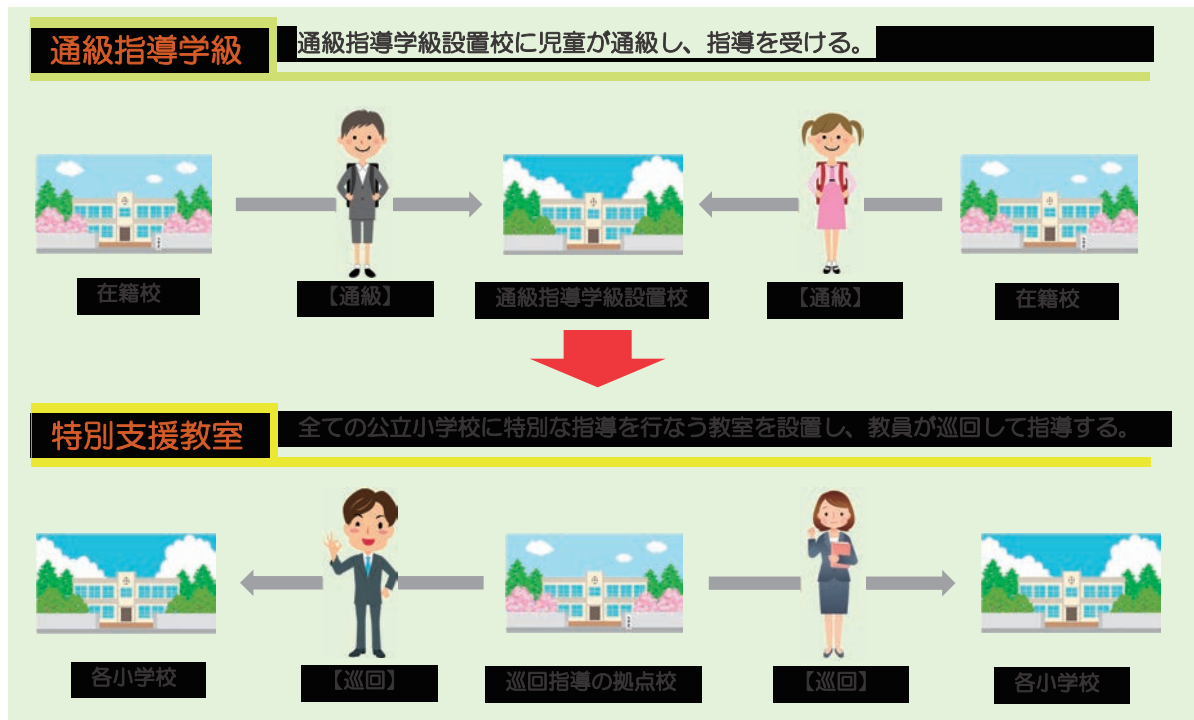 通級指導学級
通級指導学級設置校に児童が通級し、指導を受ける。
在籍校
【通級】
通級指導学級設置校
【通級】
在籍校
特別支援教室
全ての公立小学校に特別な指導を行なう教室を設置し、教員が巡回して指導する。
各小学校
【巡回】
巡回指導の拠点校
【巡回】
各小学校